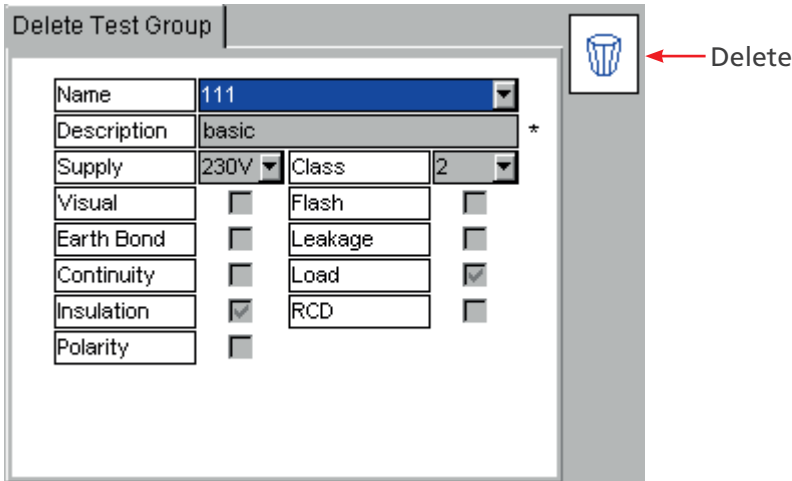 Delete Test Group
Delete
Name 111
Description basic *
Supply 230V Class 2
Visual Flash
Earth Bond Leakage
Continuity Load
Insulation RCD
Polarity